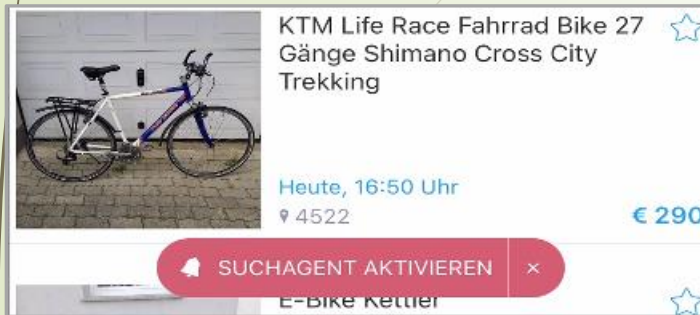 KTM Life Race Fahrrad Bike 27
Gänge Shimano Cross City
Trekking
Heute, 16:50 Uhr
4522
€ 290
SUCHAGENT AKTIVIEREN ×
E-Bike Kettler